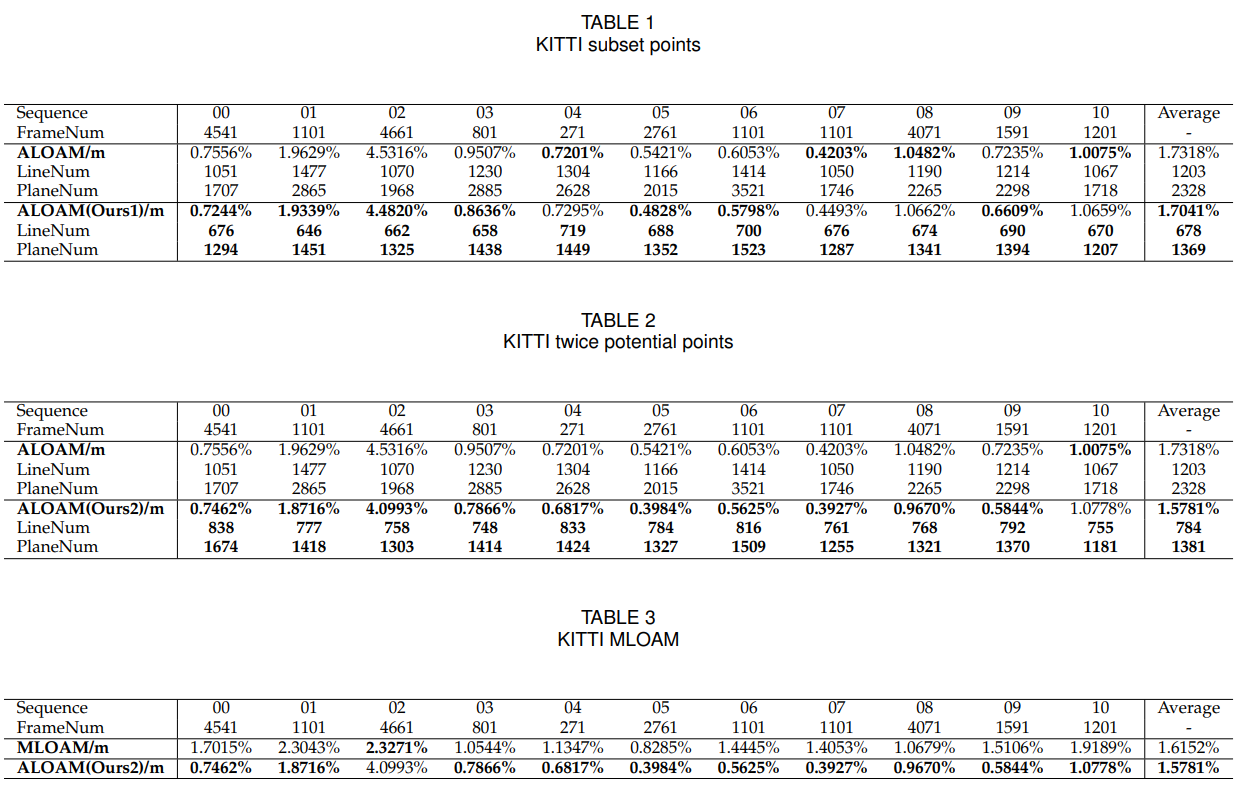 TABLE 1
KITTI subset points
Sequence 00 01 02 03 04 05 06 07 08 09 10 Average
FrameNum 4541 1101 4661 801 271 2761 1101 1101 4071 1591 1201 -
ALOAM/m 0.7556% 1.9629% 4.5316% 0.9507% 0.7201% 0.5421% 0.6053% 0.4203% 1.0482% 0.7235% 1.0075% 1.7318%
LineNum 1051 1477 1070 1230 1304 1166 1414 1050 1190 1214 1067 1203
PlaneNum 1707 2865 1968 2885 2628 2015 3521 1746 2265 2298 1718 2328
ALOAM(Ours1)/m 0.7244% 1.9339% 4.4820% 0.8636% 0.7295% 0.4828% 0.5798% 0.4493% 1.0662% 0.6609% 1.0659% 1.7041%
LineNum 676 646 662 658 719 688 700 676 674 690 670 678
PlaneNum 1294 1451 1325 1438 1449 1352 1523 1287 1341 1394 1207 1369
TABLE 2
KITTI twice potential points
Sequence 00 01 02 03 04 05 06 07 08 09 10 Average
FrameNum 4541 1101 4661 801 271 2761 1101 1101 4071 1591 1201 -
ALOAM/m 0.7556% 1.9629% 4.5316% 0.9507% 0.7201% 0.5421% 0.6053% 0.4203% 1.0482% 0.7235% 1.0075% 1.7318%
LineNum 1051 1477 1070 1230 1304 1166 1414 1050 1190 1214 1067 1203
PlaneNum 1707 2865 1968 2885 2628 2015 3521 1746 2265 2298 1718 2328
ALOAM(Ours2)/m 0.7462% 1.8716% 4.0993% 0.7866% 0.6817% 0.3984% 0.5625% 0.3927% 0.9670% 0.5844% 1.0778% 1.5781%
LineNum 838 777 758 748 833 784 816 761 768 792 755 784
PlaneNum 1674 1418 1303 1414 1424 1327 1509 1255 1321 1370 1181 1381
TABLE 3
KITTI MLOAM
Sequence 00 01 02 03 04 05 06 07 08 09 10 Average
FrameNum 4541 1101 4661 801 271 2761 1101 1101 4071 1591 1201 -
MLOAM/m 1.7015% 2.3043% 2.3271% 1.0544% 1.1347% 0.8285% 1.4445% 1.4053% 1.0679% 1.5106% 1.9189% 1.6152%
ALOAM(Ours2)/m 0.7462% 1.8716% 4.0993% 0.7866% 0.6817% 0.3984% 0.5625% 0.3927% 0.9670% 0.5844% 1.0778% 1.5781%